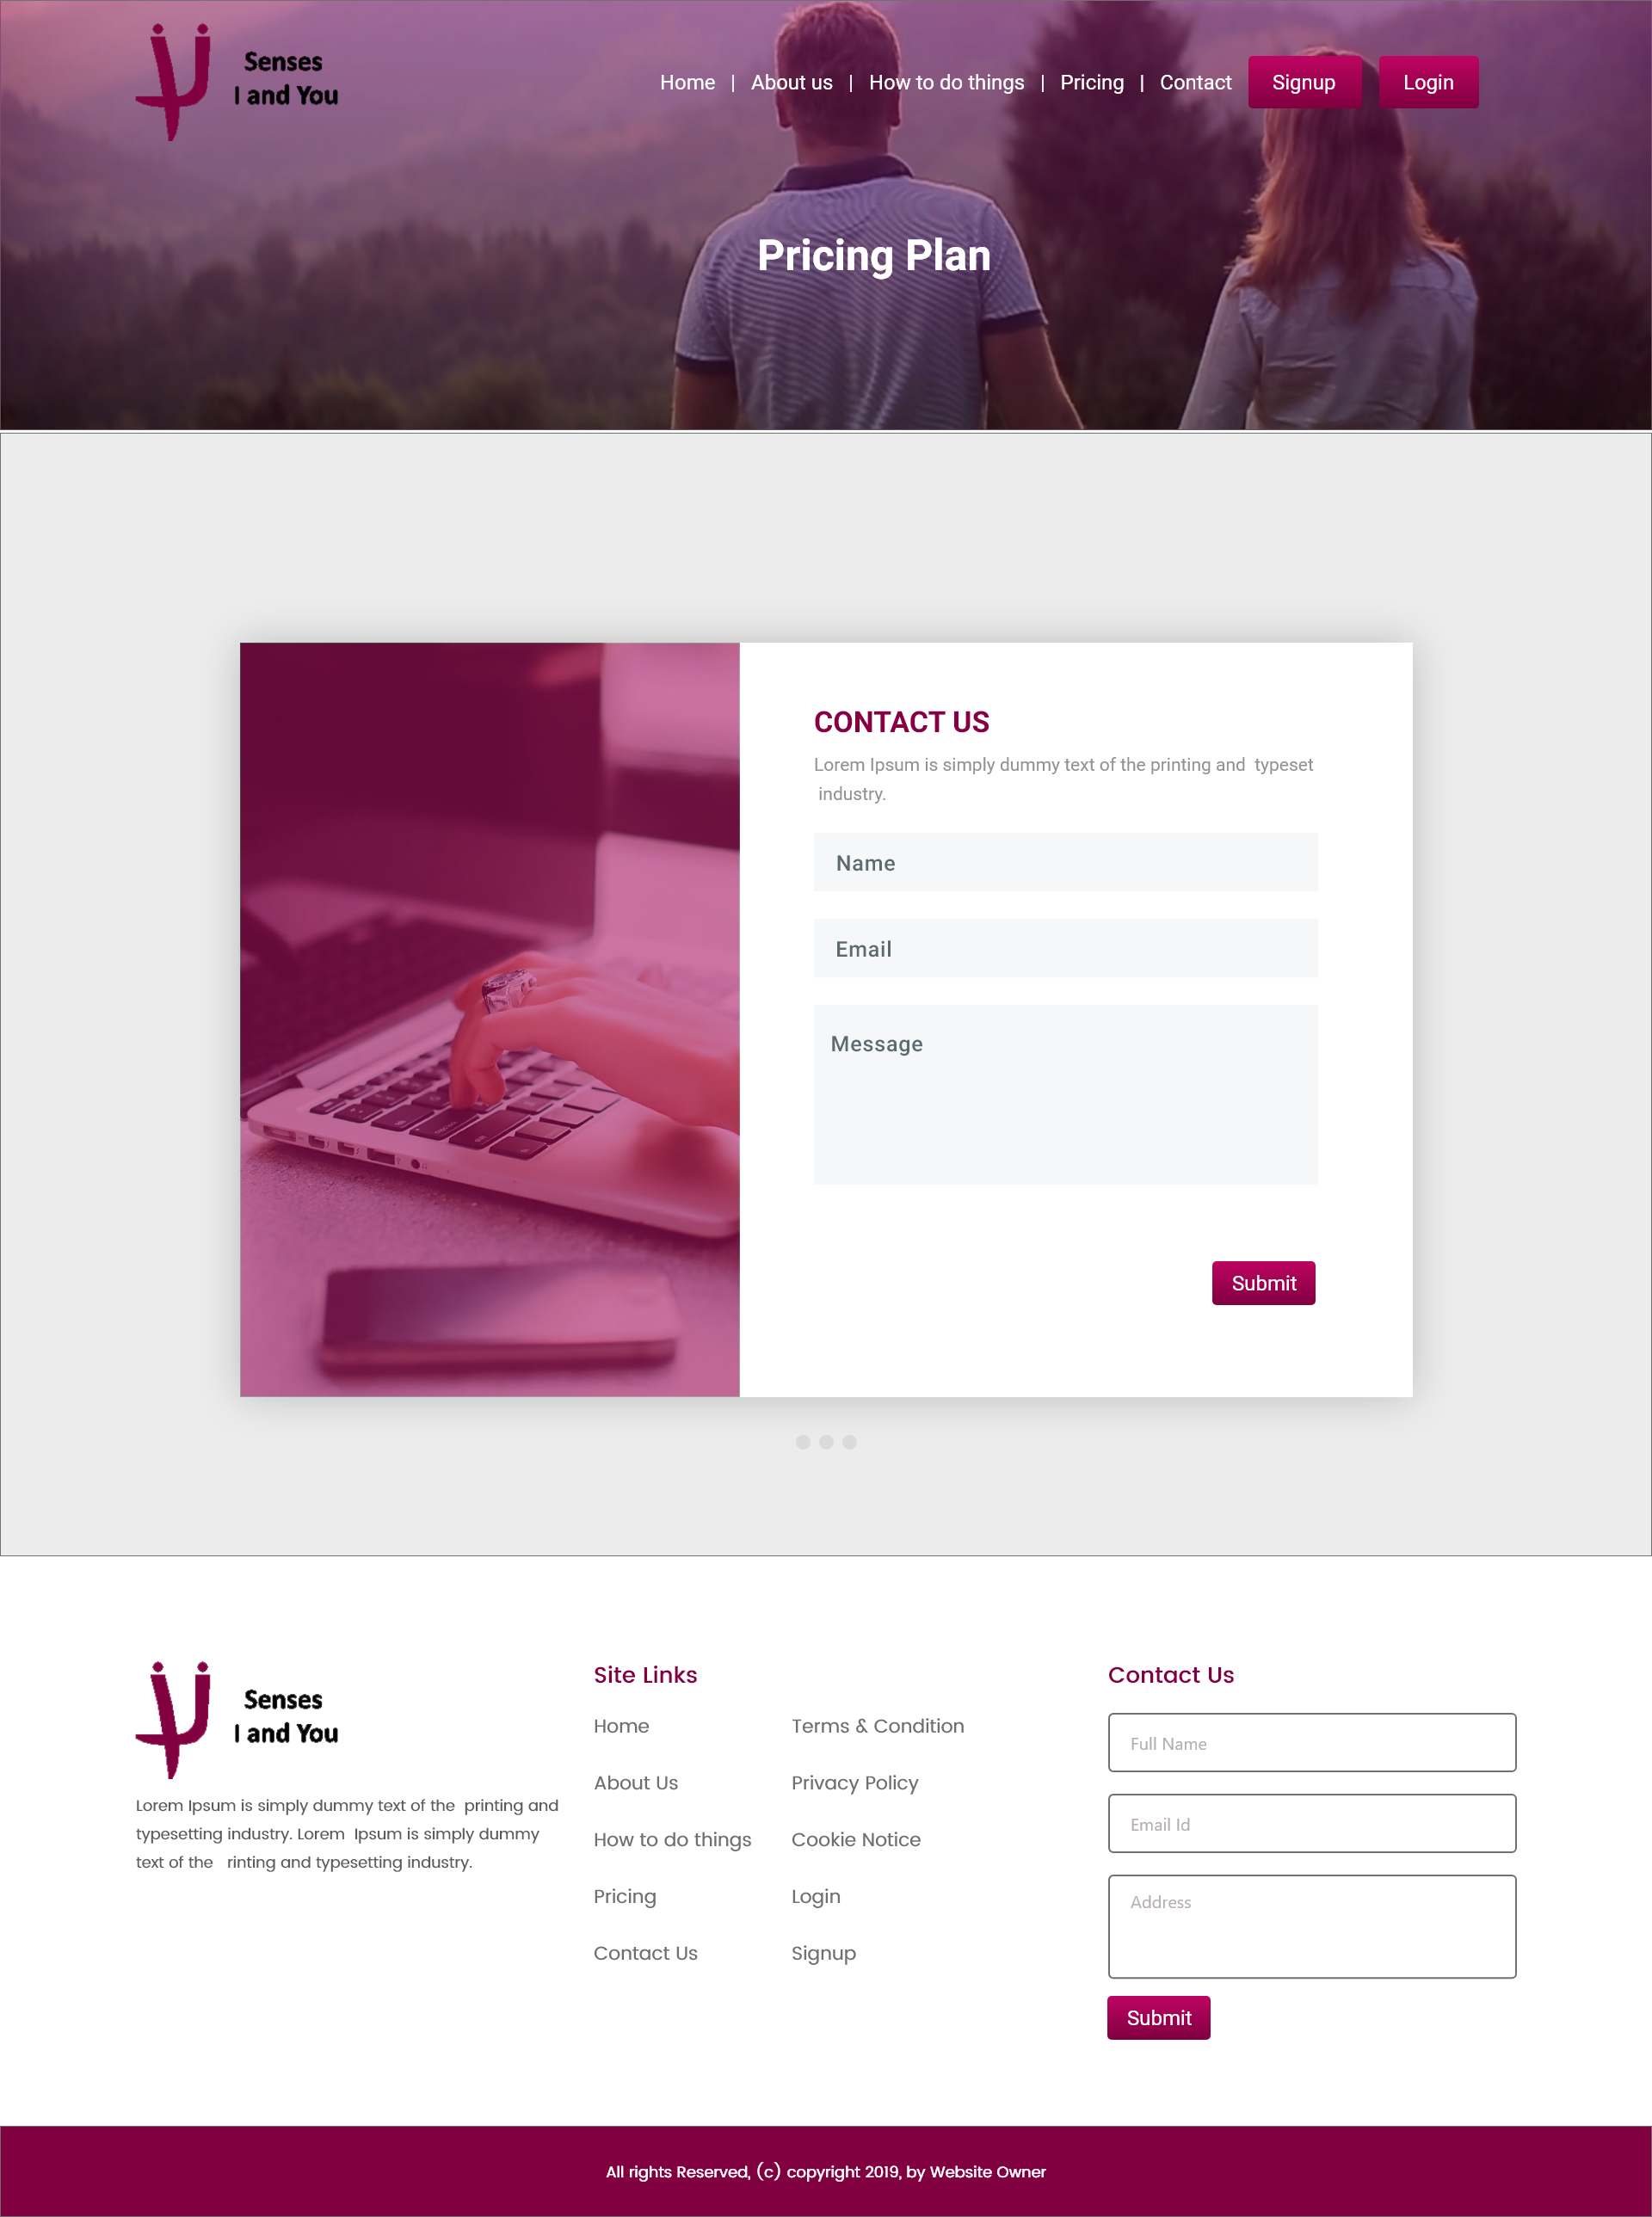 Senses
I and You
Home | About us | How to do things | Pricing | Contact Signup Login
Pricing Plan
CONTACT US
Lorem Ipsum is simply dummy text of the printing and typeset
industry.
Name
Email
Message
Submit
Senses
I and You
Lorem Ipsum is simply dummy text of the printing and
typesetting industry. Lorem Ipsum is simply dummy
text of the rinting and typesetting industry.
Site Links
Home
About Us
How to do things
Pricing
Contact Us
Terms & Condition
Privacy Policy
Cookie Notice
Login
Signup
Contact Us
Full Name
Email Id
Address
Submit
All rights Reserved, (c) copyright 2019, by Website Owner